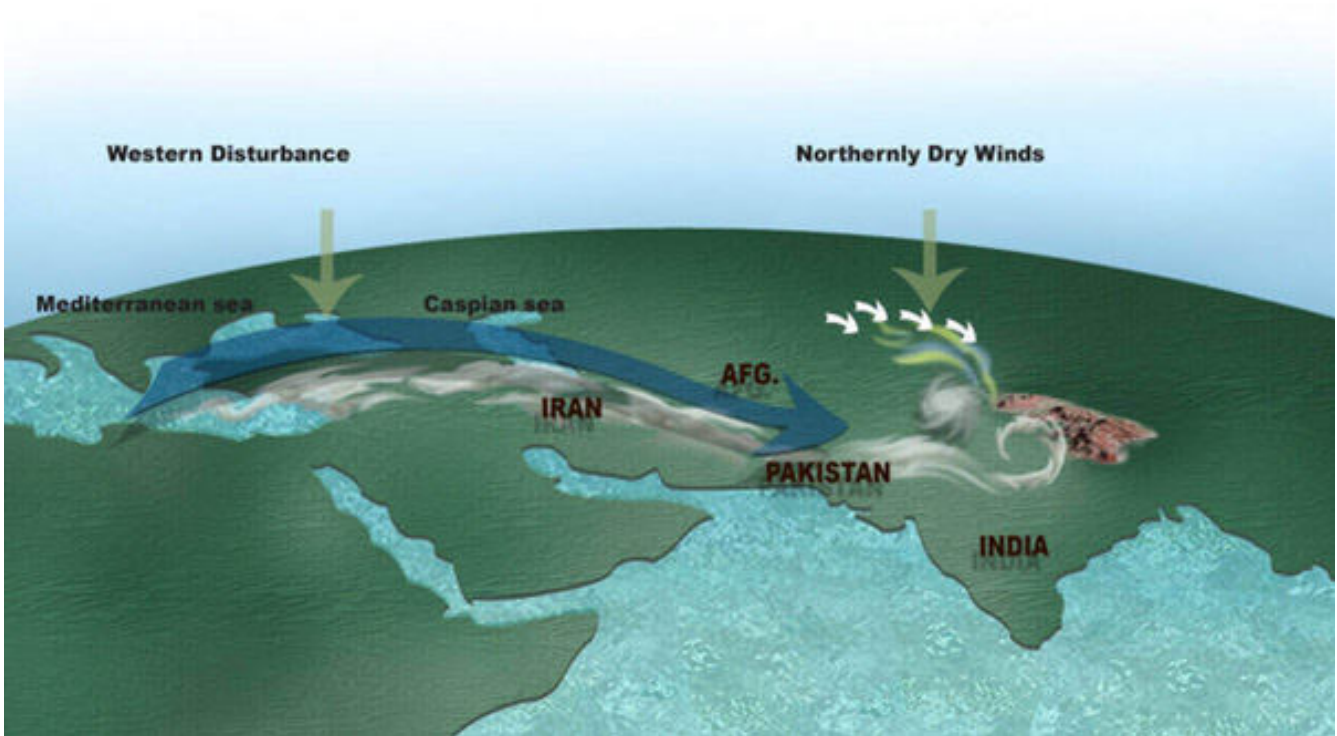 Western Disturbance
Northernly Dry Winds
Mediterranean sea
Caspian sea
AFG.
IRAN
PAKISTAN
INDIA